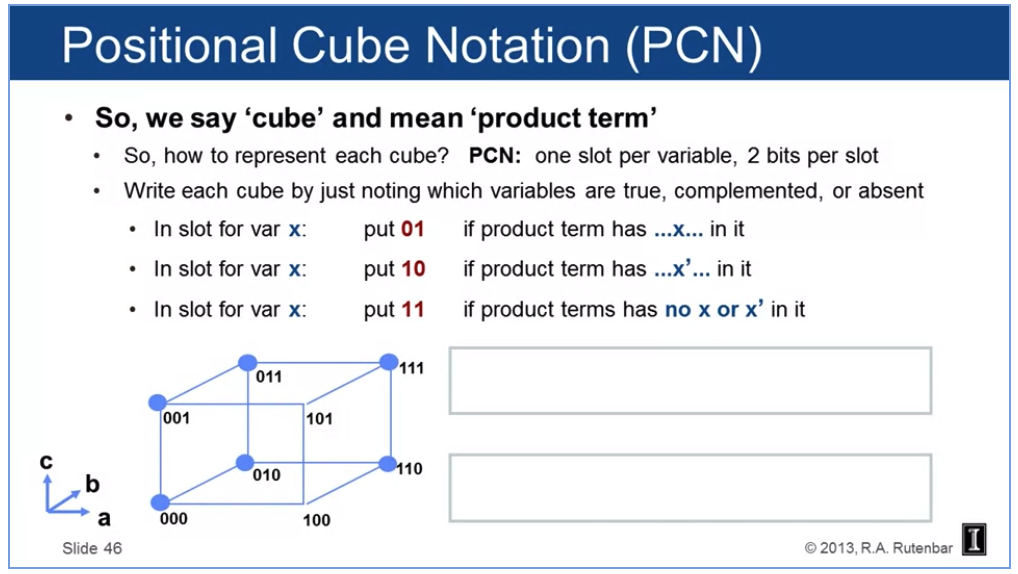 Positional Cube Notation (PCN)
• So, we say ‘cube’ and mean ‘product term’
• So, how to represent each cube? PCN: one slot per variable, 2 bits per slot
• Write each cube by just noting which variables are true, complemented, or absent
• In slot for var x: put 01 if product term has ...x... in it
• In slot for var x: put 10 if product term has ...x’... in it
• In slot for var x: put 11 if product terms has no x or x’ in it
011
111
001
101
010
110
000
100
c
b
a
Slide 46
© 2013, R.A. Rutenbar
I